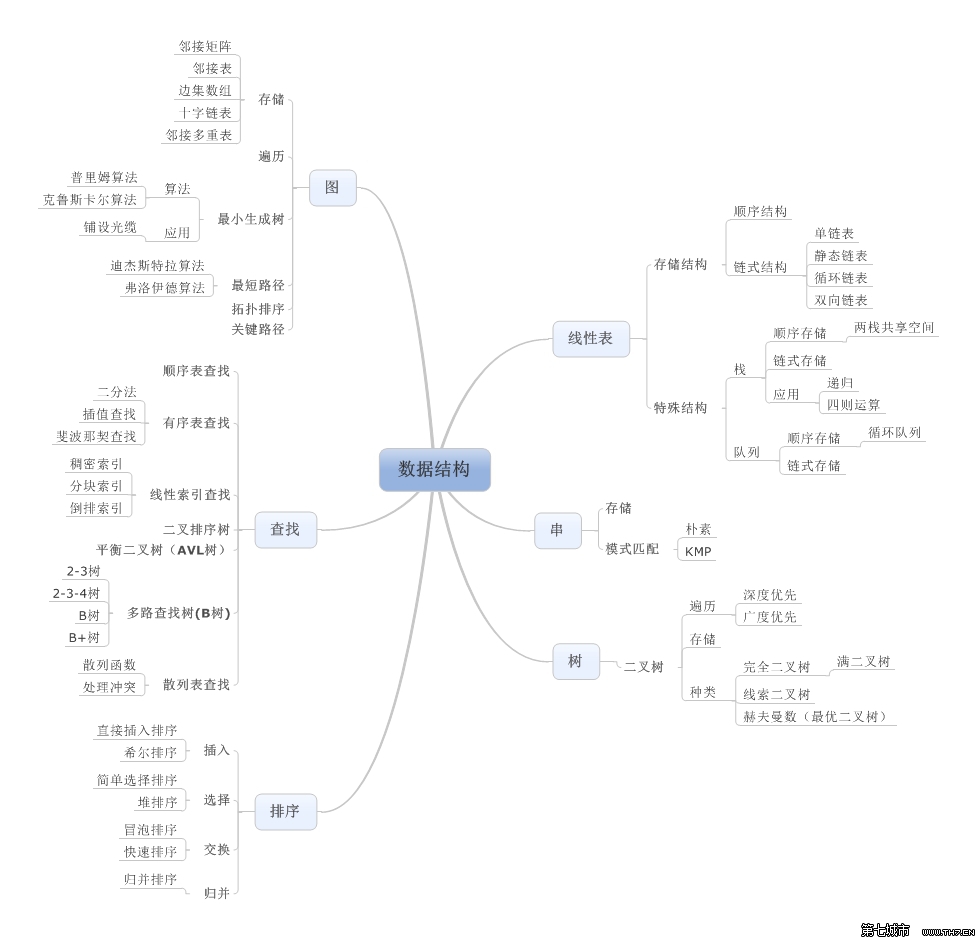 数据结构
图
存储
邻接矩阵
邻接表
边集数组
十字链表
邻接多重表
遍历
最小生成树
算法
普里姆算法
克鲁斯卡尔算法
应用
铺设光缆
最短路径
迪杰斯特拉算法
弗洛伊德算法
拓扑排序
关键路径
查找
顺序表查找
有序表查找
二分法
插值查找
斐波那契查找
线性索引查找
稠密索引
分块索引
倒排索引
二叉排序树
平衡二叉树（AVL树）
多路查找树(B树)
2-3树
2-3-4树
B树
B+树
散列表查找
散列函数
处理冲突
排序
插入
直接插入排序
希尔排序
选择
简单选择排序
堆排序
交换
冒泡排序
快速排序
归并
归并排序
线性表
存储结构
顺序结构
链式结构
单链表
静态链表
循环链表
双向链表
特殊结构
栈
顺序存储
两栈共享空间
链式存储
应用
递归
四则运算
队列
顺序存储
循环队列
链式存储
串
存储
模式匹配
朴素
KMP
树
二叉树
遍历
深度优先
广度优先
存储
种类
完全二叉树
满二叉树
线索二叉树
赫夫曼数（最优二叉树）
第七城市 WWW.TH7.CN